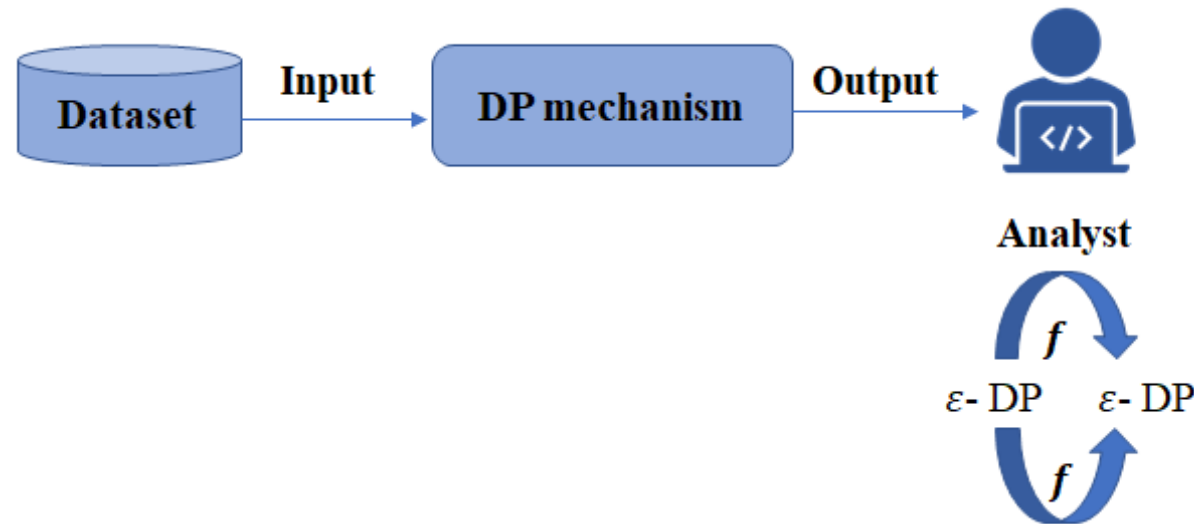 Dataset
Input
DP mechanism
Output
</>
Analyst
f
ε- DP ε- DP
f